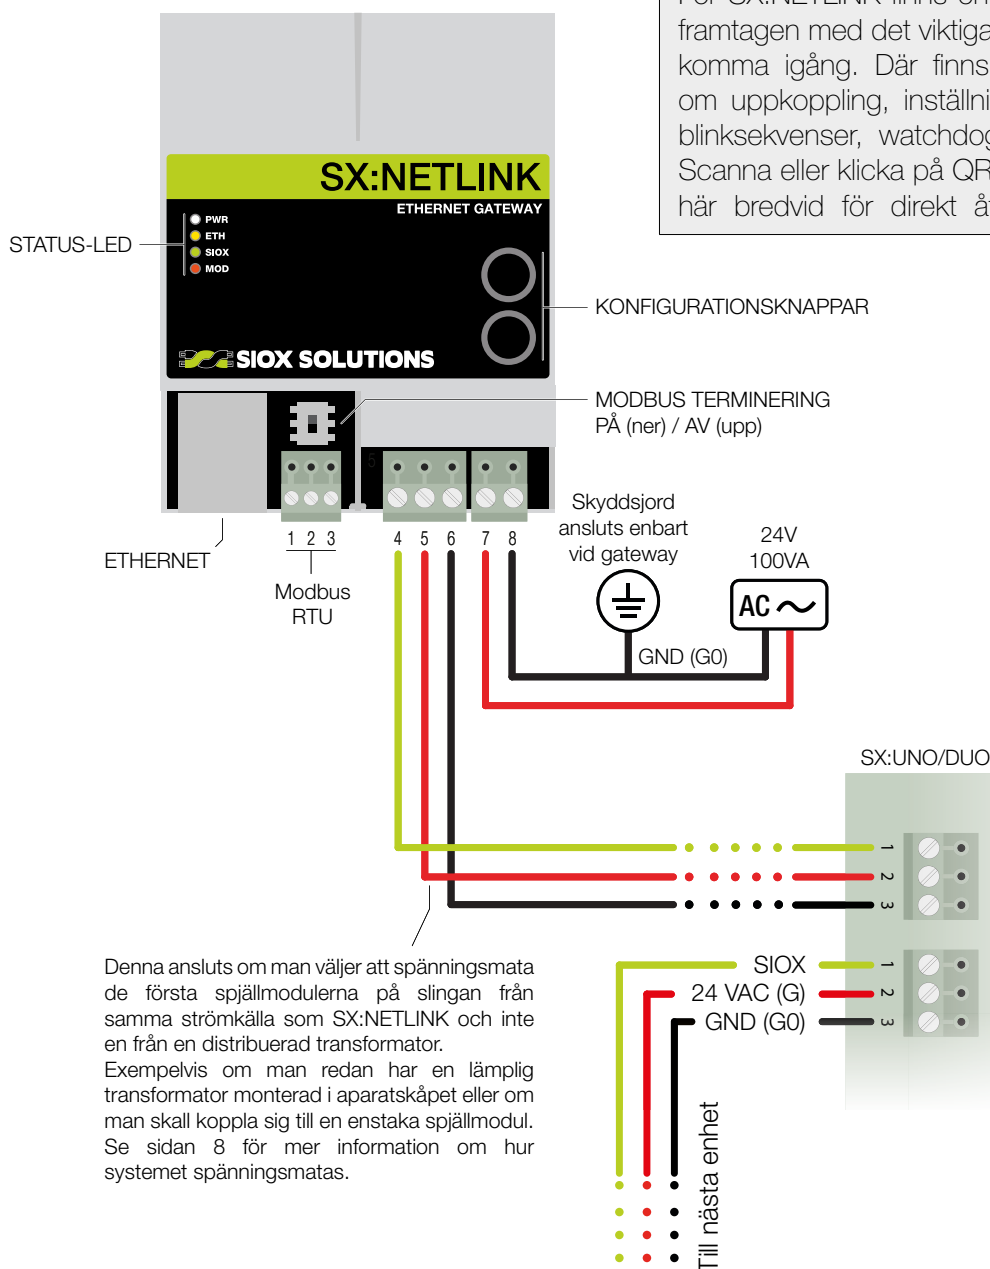 För SX:NETLINK finns en
framtagen med det viktiga
komma igång. Där finns
om uppkoppling, inställni
blinksekvenser, watchdog
Scanna eller klicka på QR
här bredvid för direkt åt
SX:NETLINK
ETHERNET GATEWAY
PWR
ETH
SIOX
MOD
STATUS-LED
KONFIGURATIONSKNAPPAR
SIOX SOLUTIONS
MODBUS TERMINERING
PÅ (ner) / AV (upp)
5
ETHERNET
1 2 3
Modbus
RTU
4 5 6 7 8
Skyddsjord
ansluts enbart
vid gateway
24V
100VA
AC
GND (G0)
SX:UNO/DUO
1
2
3
SIOX
24 VAC (G)
GND (G0)
1
2
3
Denna ansluts om man väljer att spänningsmata
de första spjällmodulerna på slingan från
samma strömkälla som SX:NETLINK och inte
en från en distribuerad transformator.
Exempelvis om man redan har en lämplig
transformator monterad i aparatskåpet eller om
man skall koppla sig till en enstaka spjällmodul.
Se sidan 8 för mer information om hur
systemet spänningsmatas.
Till nästa enhet